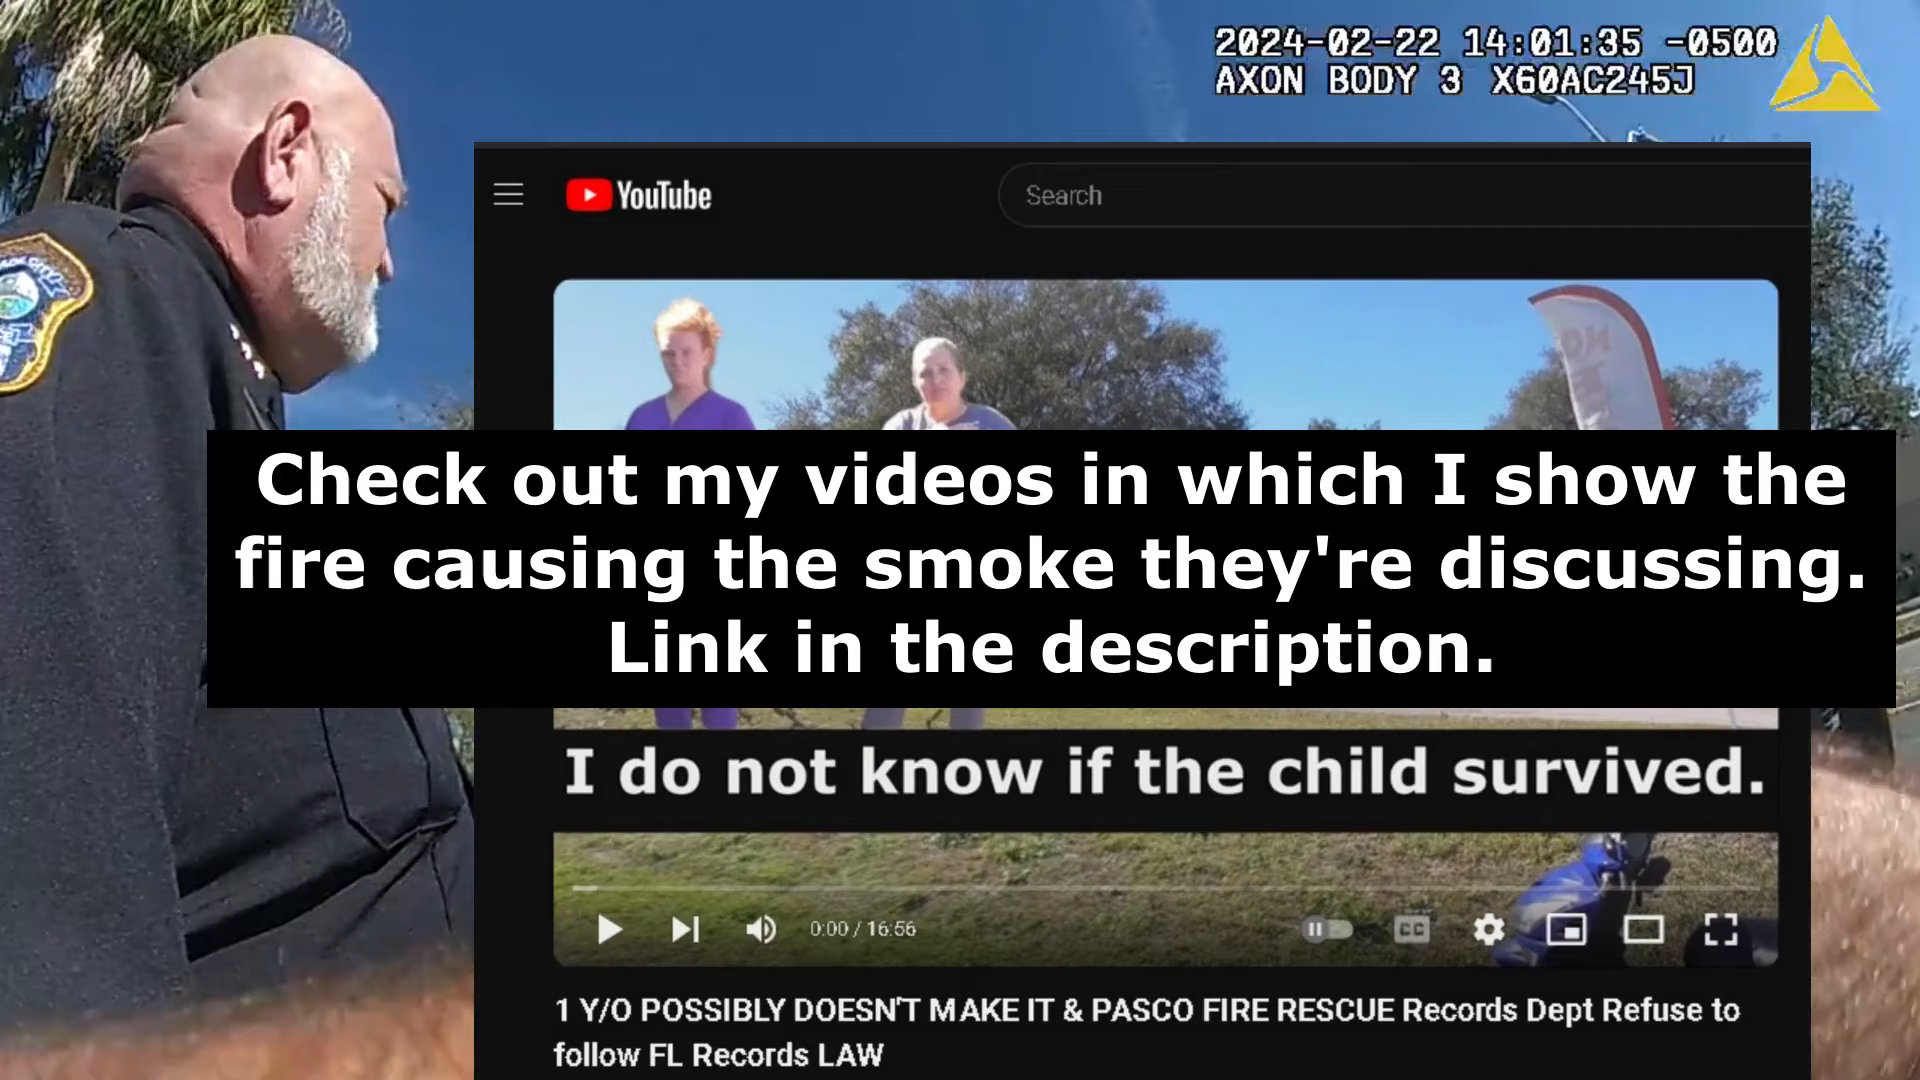 2024-02-22 14:01:35 -0500
AXON BODY 3 X60AC245J
YouTube
Search
NO
Check out my videos in which I show the
fire causing the smoke they're discussing.
Link in the description.
I do not know if the child survived.
0:00 / 16:56
CC
1 Y/O POSSIBLY DOESN'T MAKE IT & PASCO FIRE RESCUE Records Dept Refuse to
follow FL Records LAW